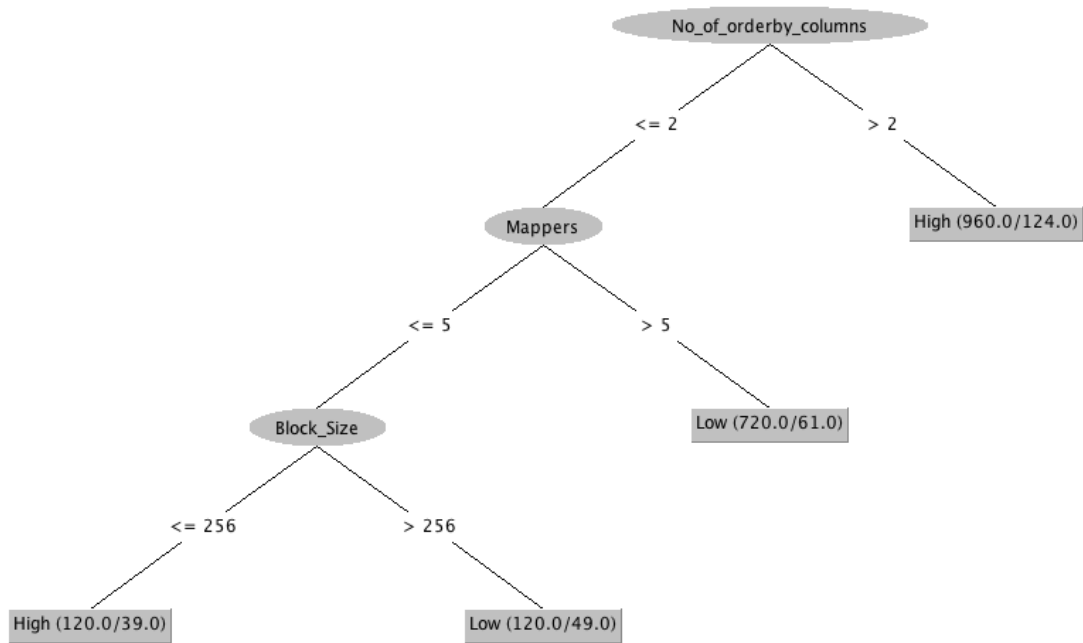 No_of_orderby_columns
<= 2
> 2
Mappers
High (960.0/124.0)
<= 5
> 5
Block_Size
Low (720.0/61.0)
<= 256
> 256
High (120.0/39.0)
Low (120.0/49.0)